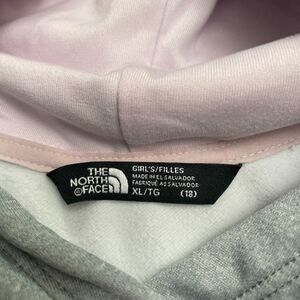 THE
NORTH
©FACE
GIRL'S/FILLES
MADE IN EL SALVADOR
FABRIQUÉ AU SALVADOR
XL/TG (18)